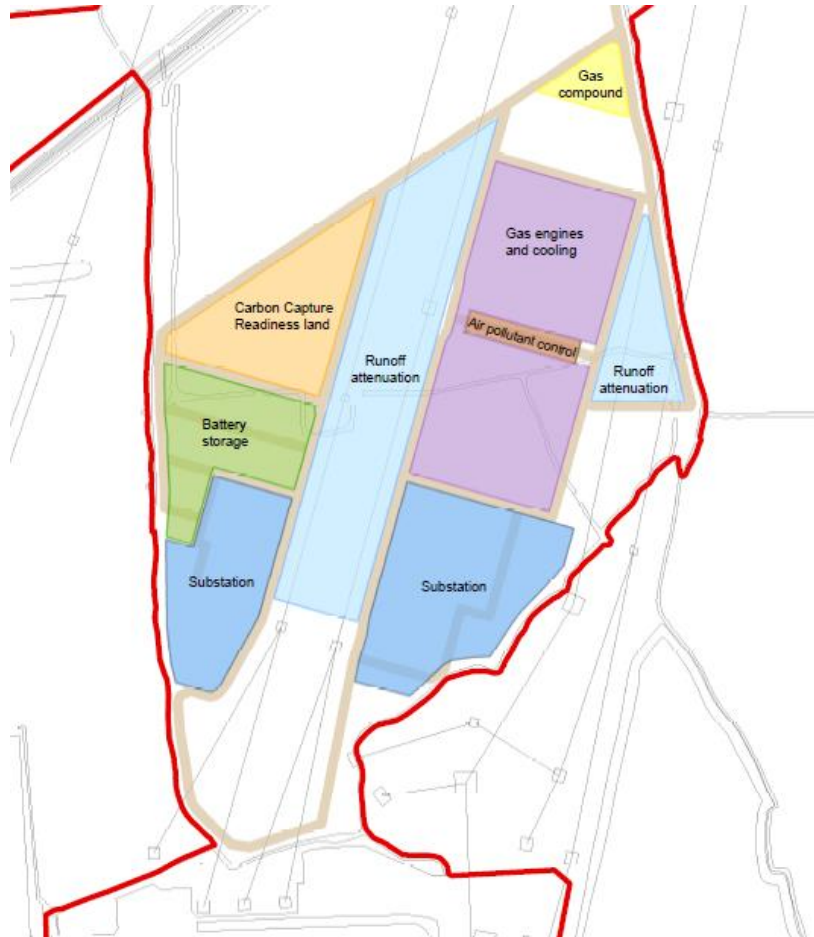 Gas
compound
Gas engines
and cooling
Carbon Capture
Readiness land
Air pollutant control
Runoff
attenuation
Runoff
attenuation
Battery
storage
Substation
Substation